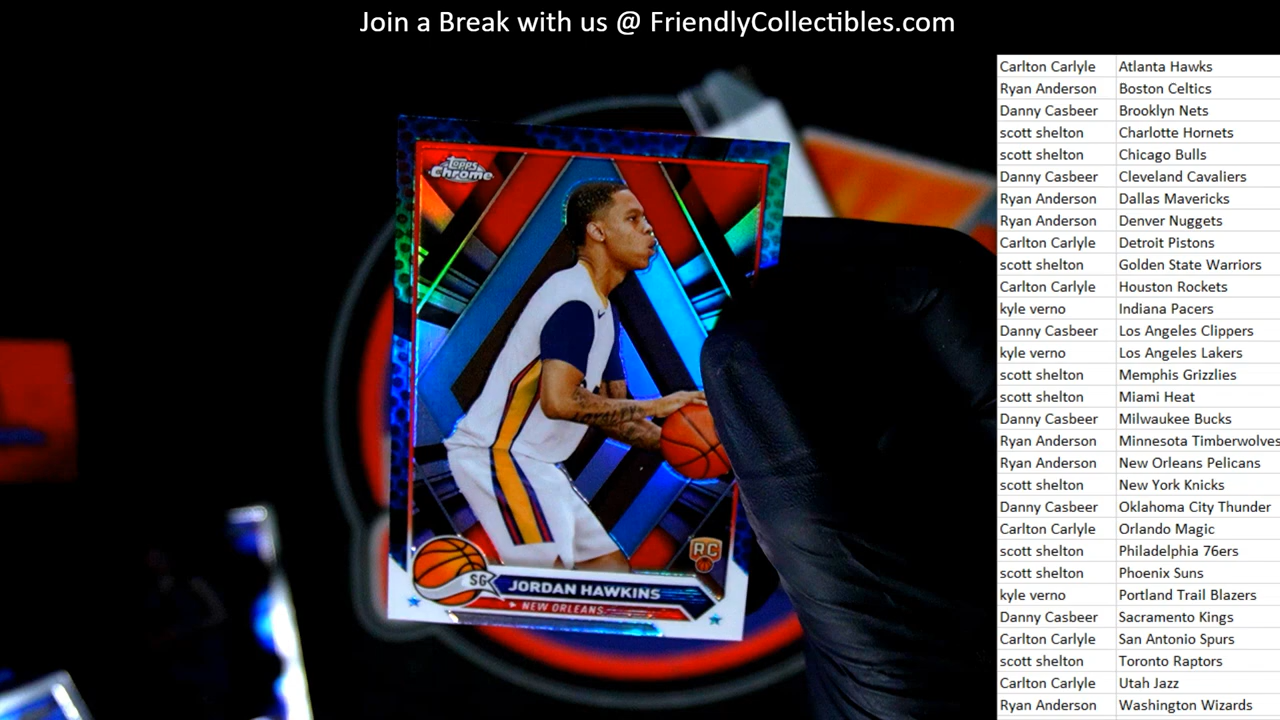 Join a Break with us @ FriendlyCollectibles.com
Carlton Carlyle Atlanta Hawks
Ryan Anderson Boston Celtics
Danny Casbeer Brooklyn Nets
scott shelton Charlotte Hornets
scott shelton Chicago Bulls
Danny Casbeer Cleveland Cavaliers
Ryan Anderson Dallas Mavericks
Ryan Anderson Denver Nuggets
Carlton Carlyle Detroit Pistons
scott shelton Golden State Warriors
Carlton Carlyle Houston Rockets
kyle verno Indiana Pacers
Danny Casbeer Los Angeles Clippers
kyle verno Los Angeles Lakers
scott shelton Memphis Grizzlies
scott shelton Miami Heat
Danny Casbeer Milwaukee Bucks
Ryan Anderson Minnesota Timberwolves
Ryan Anderson New Orleans Pelicans
scott shelton New York Knicks
Danny Casbeer Oklahoma City Thunder
Carlton Carlyle Orlando Magic
scott shelton Philadelphia 76ers
scott shelton Phoenix Suns
kyle verno Portland Trail Blazers
Danny Casbeer Sacramento Kings
Carlton Carlyle San Antonio Spurs
scott shelton Toronto Raptors
Carlton Carlyle Utah Jazz
Ryan Anderson Washington Wizards
Topps
Chrome
LOYALTY
RC
SG
JORDAN HAWKINS
NEW ORLEANS